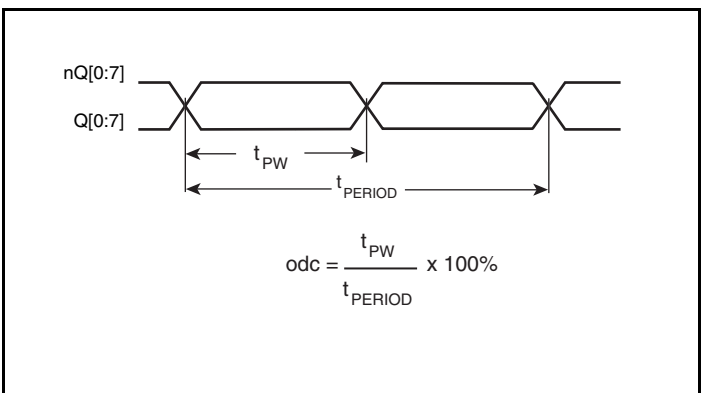 nQ[0:7]
Q[0:7]
tPW
tPERIOD
odc = tPW / tPERIOD x 100%